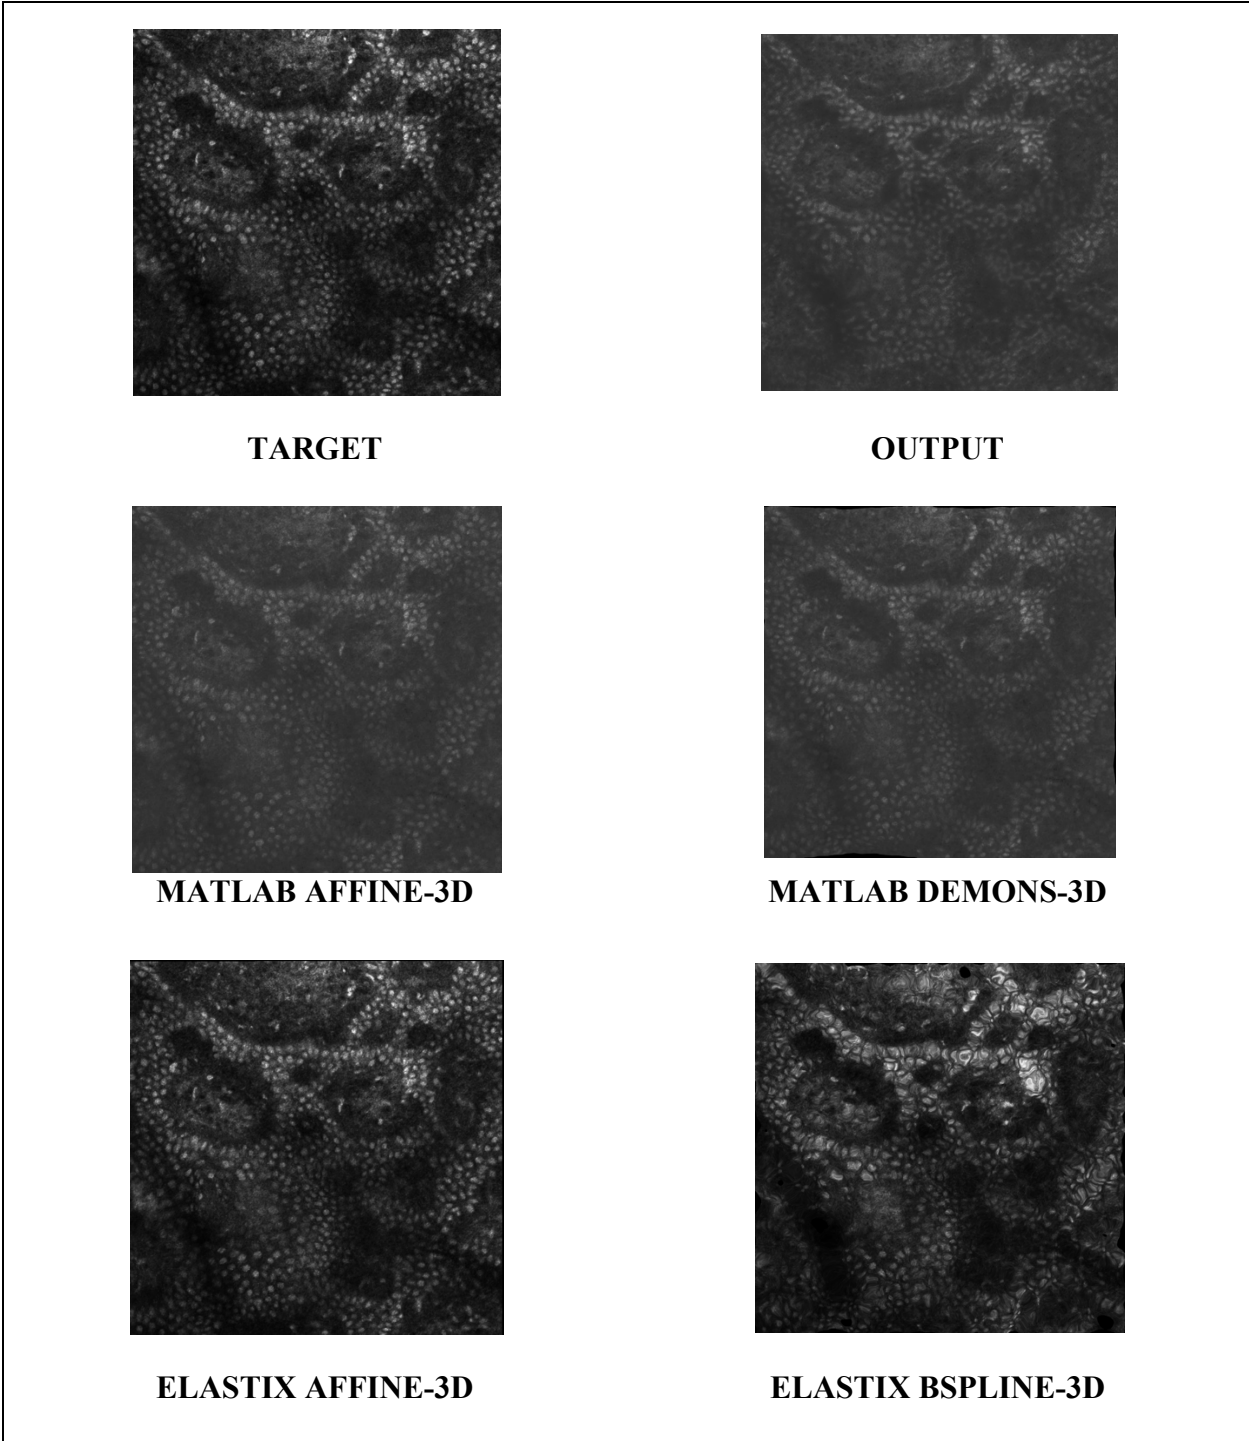 TARGET
OUTPUT
MATLAB AFFINE-3D
MATLAB DEMONS-3D
ELASTIX AFFINE-3D
ELASTIX BSPLINE-3D